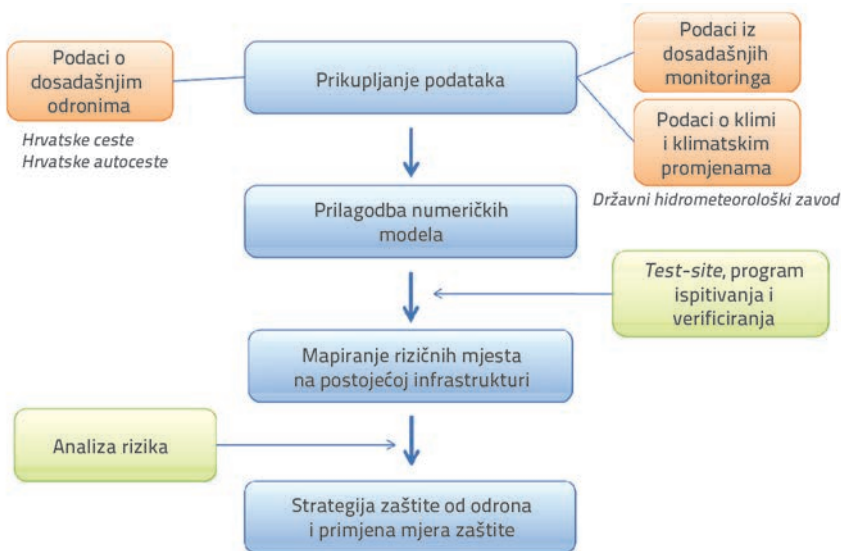 Podaci o
dosadašnjim
odronima
Hrvatske ceste
Hrvatske autoceste
Prikupljanje podataka
Podaci iz
dosadašnjih
monitoringa
Podaci o klimi
i klimatskim
promjenama
Državni hidrometeorološki zavod
Prilagodba numeričkih
modela
Test-site, program
ispitivanja i
verificiranja
Mapiranje rizičnih mjesta
na postojećoj infrastrukturi
Analiza rizika
Strategija zaštite od odrona
i primjena mjera zaštite